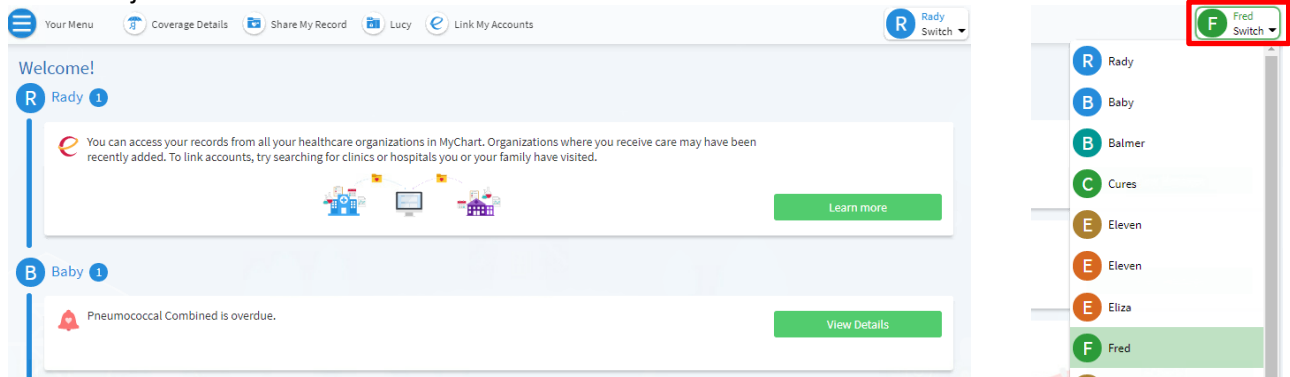 Your Menu
Coverage Details
Share My Record
Lucy
Link My Accounts
R
Rady
Switch
Welcome!
R
Rady
1
You can access your records from all your healthcare organizations in MyChart. Organizations where you receive care may have been
recently added. To link accounts, try searching for clinics or hospitals you or your family have visited.
Learn more
B
Baby
1
Pneumococcal Combined is overdue.
View Details
F
Fred
Switch
R
Rady
B
Baby
B
Balmer
C
Cures
E
Eleven
E
Eleven
E
Eliza
F
Fred